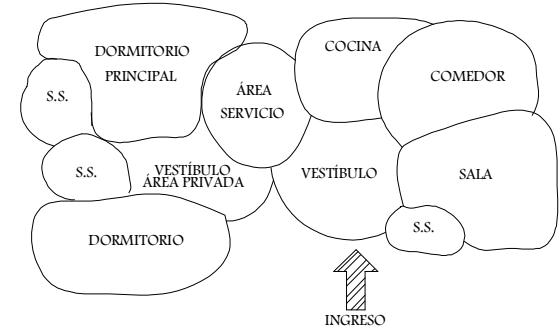 DORMITORIO
PRINCIPAL
S.S.
S.S.
VESTÍBULO
ÁREA PRIVADA
DORMITORIO
ÁREA
SERVICIO
COCINA
COMEDOR
VESTÍBULO
SALA
S.S.
INGRESO